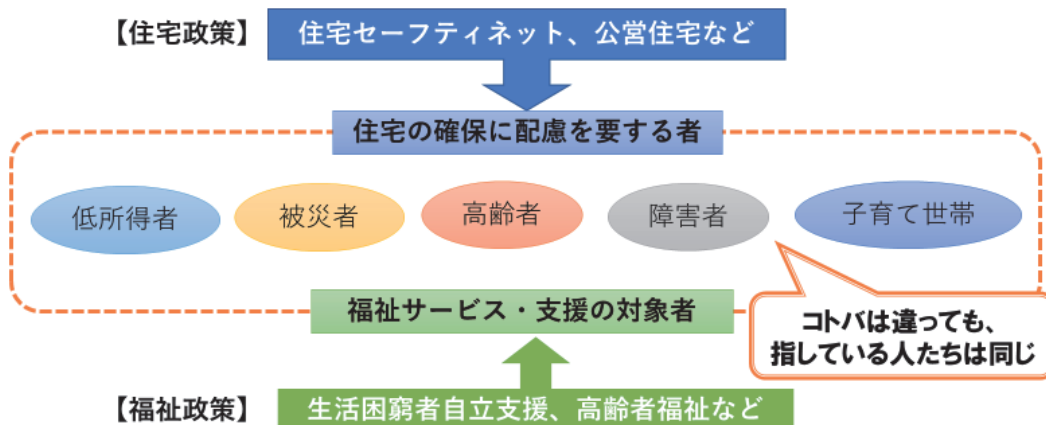 【住宅政策】 住宅セーフティネット、公営住宅など
住宅の確保に配慮を要する者
低所得者 被災者 高齢者 障害者 子育て世帯
福祉サービス・支援の対象者
コトバは違っても、
指している人たちは同じ
【福祉政策】 生活困窮者自立支援、高齢者福祉など